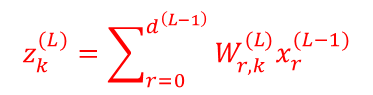 $z_k^{(L)} = \sum_{r=0}^{d^{(L-1)}} W_{r,k}^{(L)} x_r^{(L-1)}$